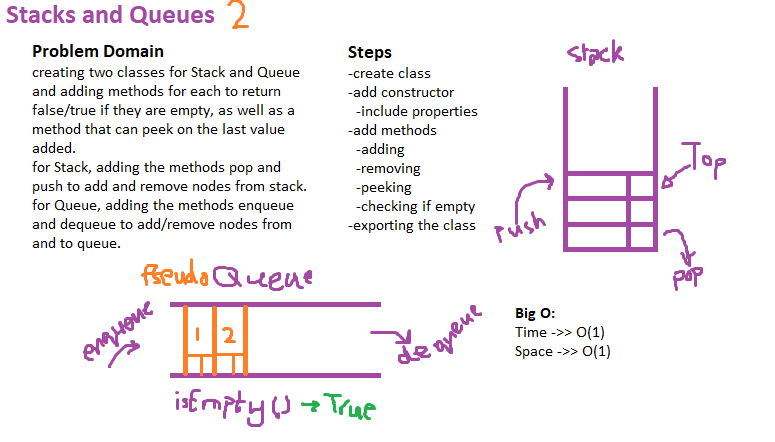 Stacks and Queues 2
Problem Domain
creating two classes for Stack and Queue
and adding methods for each to return
false/true if they are empty, as well as a
method that can peek on the last value
added.
for Stack, adding the methods pop and
push to add and remove nodes from stack.
for Queue, adding the methods enqueue
and dequeue to add/remove nodes from
and to queue.
Steps
-create class
-add constructor
-include properties
-add methods
-adding
-removing
-peeking
-checking if empty
-exporting the class
stack
Top
push
pop
Pseudo Queue
enqueue
1 2
dequeue
isEmpty() → True
Big O:
Time ->> O(1)
Space ->> O(1)